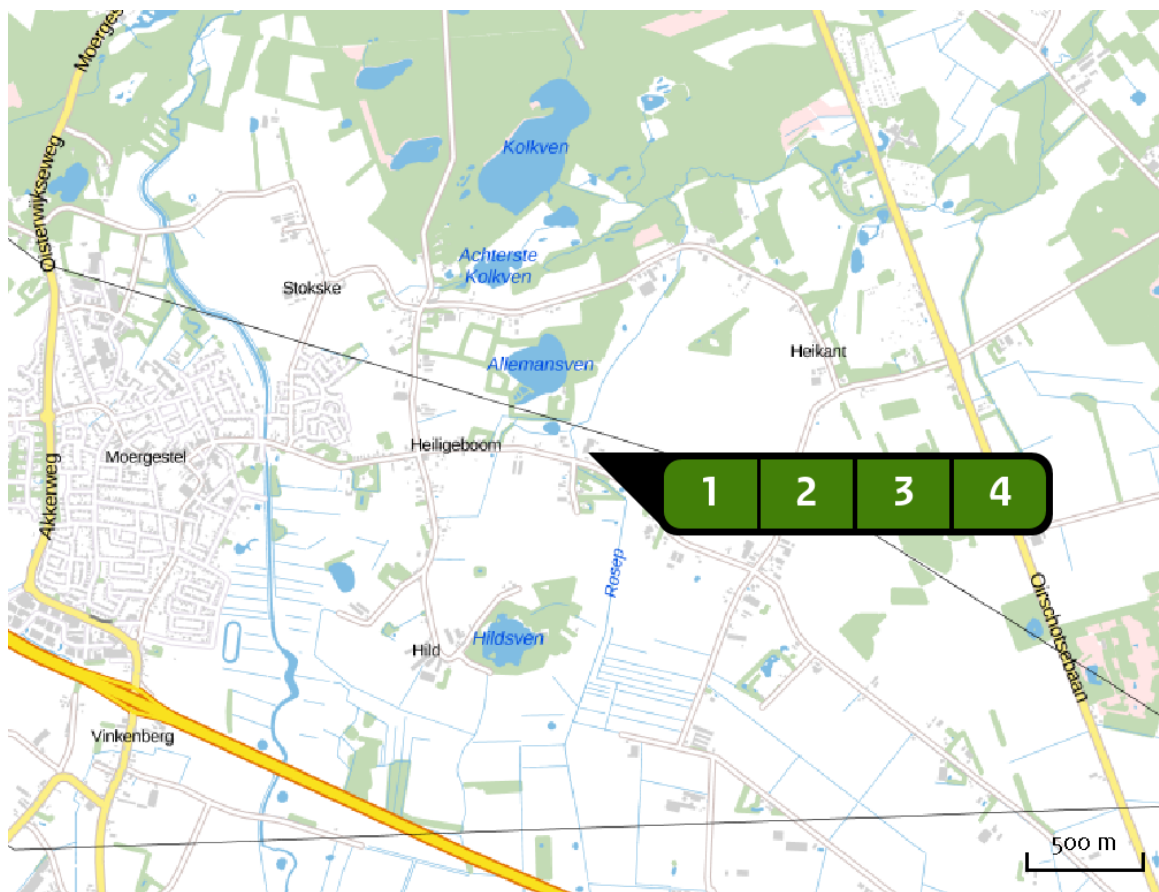 Moerges
Oisterwijkseweg
Kolkven
Achterste
Kolkven
Stokske
Heikant
Allemansven
Heiligeboom
Moergestel
Akkerweg
1 2 3 4
Rosep
Oirschotsebaan
Hildsven
Hild
Vinkenberg
500 m